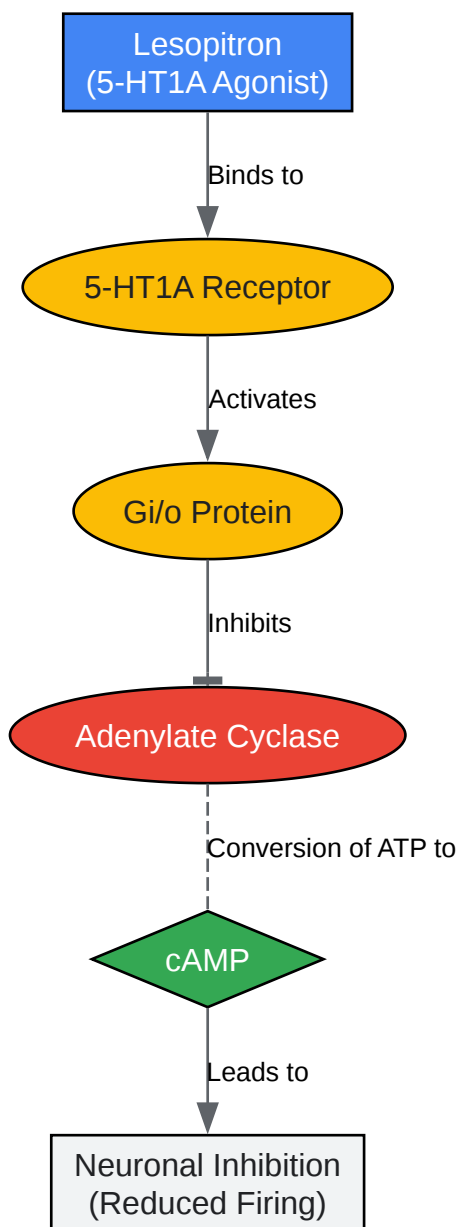 Lesopitron
(5-HT1A Agonist)
Binds to
5-HT1A Receptor
Activates
Gi/o Protein
Inhibits
Adenylate Cyclase
Conversion of ATP to
cAMP
Leads to
Neuronal Inhibition
(Reduced Firing)